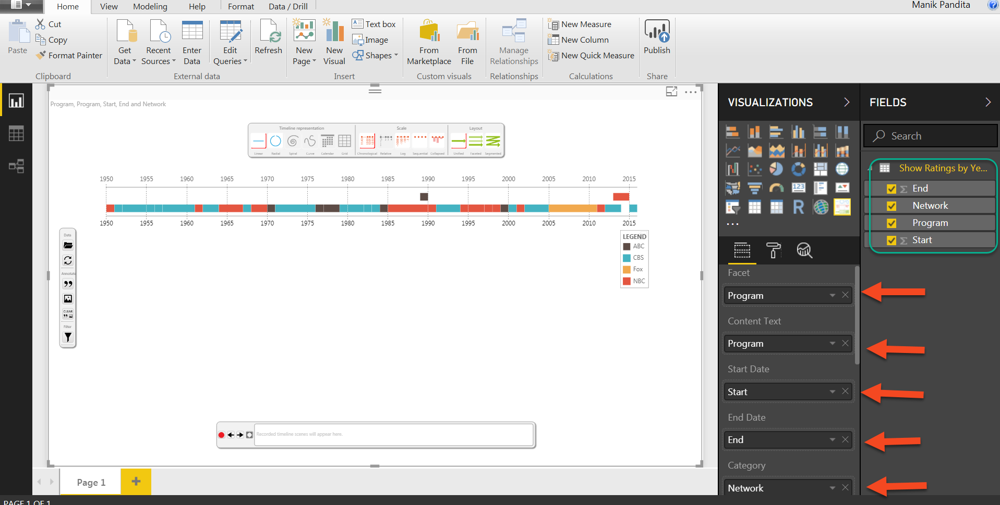 Home View Modeling Help Format Data / Drill Manik Pandita
Paste
Cut
Copy
Format Painter
Clipboard
Get Data
Recent Sources
Enter Data
Edit Queries
Refresh
External data
New Page
New Visual
Text box
Image
Shapes
Insert
From Marketplace
From File
Custom visuals
Manage Relationships
Relationships
New Measure
New Column
New Quick Measure
Calculations
Publish
Share
Program, Program, Start, End and Network
Timeline representation Scale Layout
Linear Radial Spiral Curve Calendar Grid Chronological Relative Log Sequential Collapsed Unified Faceted Segmented
1950 1955 1960 1965 1970 1975 1980 1985 1990 1995 2000 2005 2010 2015
1950 1955 1960 1965 1970 1975 1980 1985 1990 1995 2000 2005 2010 2015
LEGEND
ABC
CBS
Fox
NBC
Data
Annotate
CLEAR
Filter
Recorded timeline scenes will appear here.
Page 1 +
PAGE 1 OF 1
VISUALIZATIONS
123
R
...
Facet
Program
Content Text
Program
Start Date
Start
End Date
End
Category
Network
FIELDS
Search
Show Ratings by Ye...
Σ End
Network
Program
Σ Start